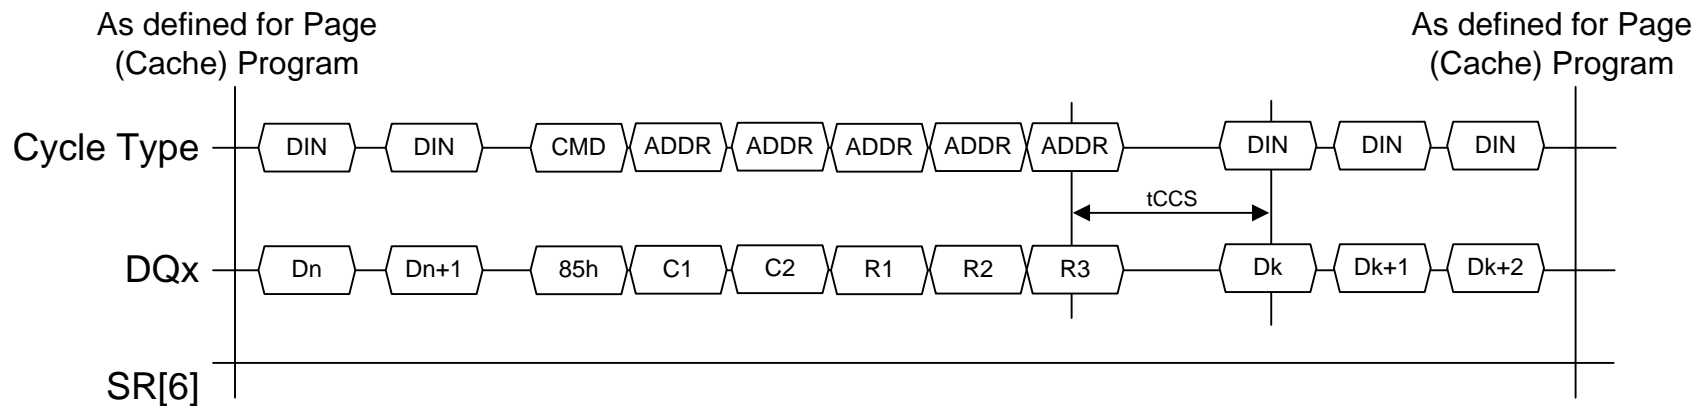 As defined for Page
(Cache) Program
As defined for Page
(Cache) Program
Cycle Type DIN DIN CMD ADDR ADDR ADDR ADDR ADDR DIN DIN DIN
tCCS
DQx Dn Dn+1 85h C1 C2 R1 R2 R3 Dk Dk+1 Dk+2
SR[6]